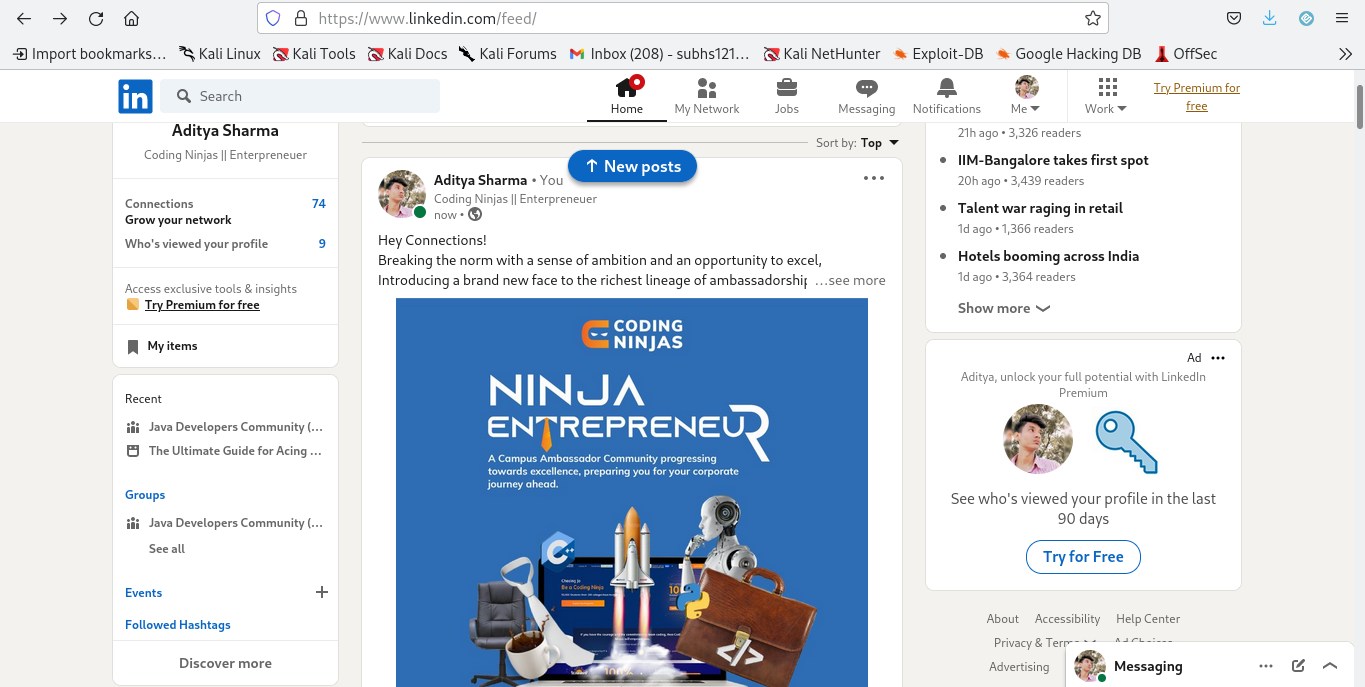 https://www.linkedin.com/feed/
Import bookmarks...
Kali Linux
Kali Tools
Kali Docs
Kali Forums
Inbox (208) - subhs121...
Kali NetHunter
Exploit-DB
Google Hacking DB
OffSec
in
Search
Home
My Network
Jobs
Messaging
Notifications
Me
Work
Try Premium for
free
Aditya Sharma
Coding Ninjas || Enterpreneuer
Connections 74
Grow your network
Who's viewed your profile 9
Access exclusive tools & insights
Try Premium for free
My items
Recent
Java Developers Community (...
The Ultimate Guide for Acing ...
Groups
Java Developers Community (...
See all
Events
Followed Hashtags
Discover more
Sort by: Top
New posts
Aditya Sharma • You
Coding Ninjas || Enterpreneuer
now •
Hey Connections!
Breaking the norm with a sense of ambition and an opportunity to excel,
Introducing a brand new face to the richest lineage of ambassadorship ...see more
CODING
NINJAS
NINJA
ENTREPRENEUR
A Campus Ambassador Community progressing
towards excellence, preparing you for your corporate
journey ahead.
C++
Be a Coding Ninja
</>
21h ago • 3,326 readers
IIM-Bangalore takes first spot
20h ago • 3,439 readers
Talent war raging in retail
1d ago • 1,366 readers
Hotels booming across India
1d ago • 3,364 readers
Show more
Ad
Aditya, unlock your full potential with LinkedIn
Premium
See who's viewed your profile in the last
90 days
Try for Free
About Accessibility Help Center
Privacy & Terms Ad Choices
Advertising
Messaging